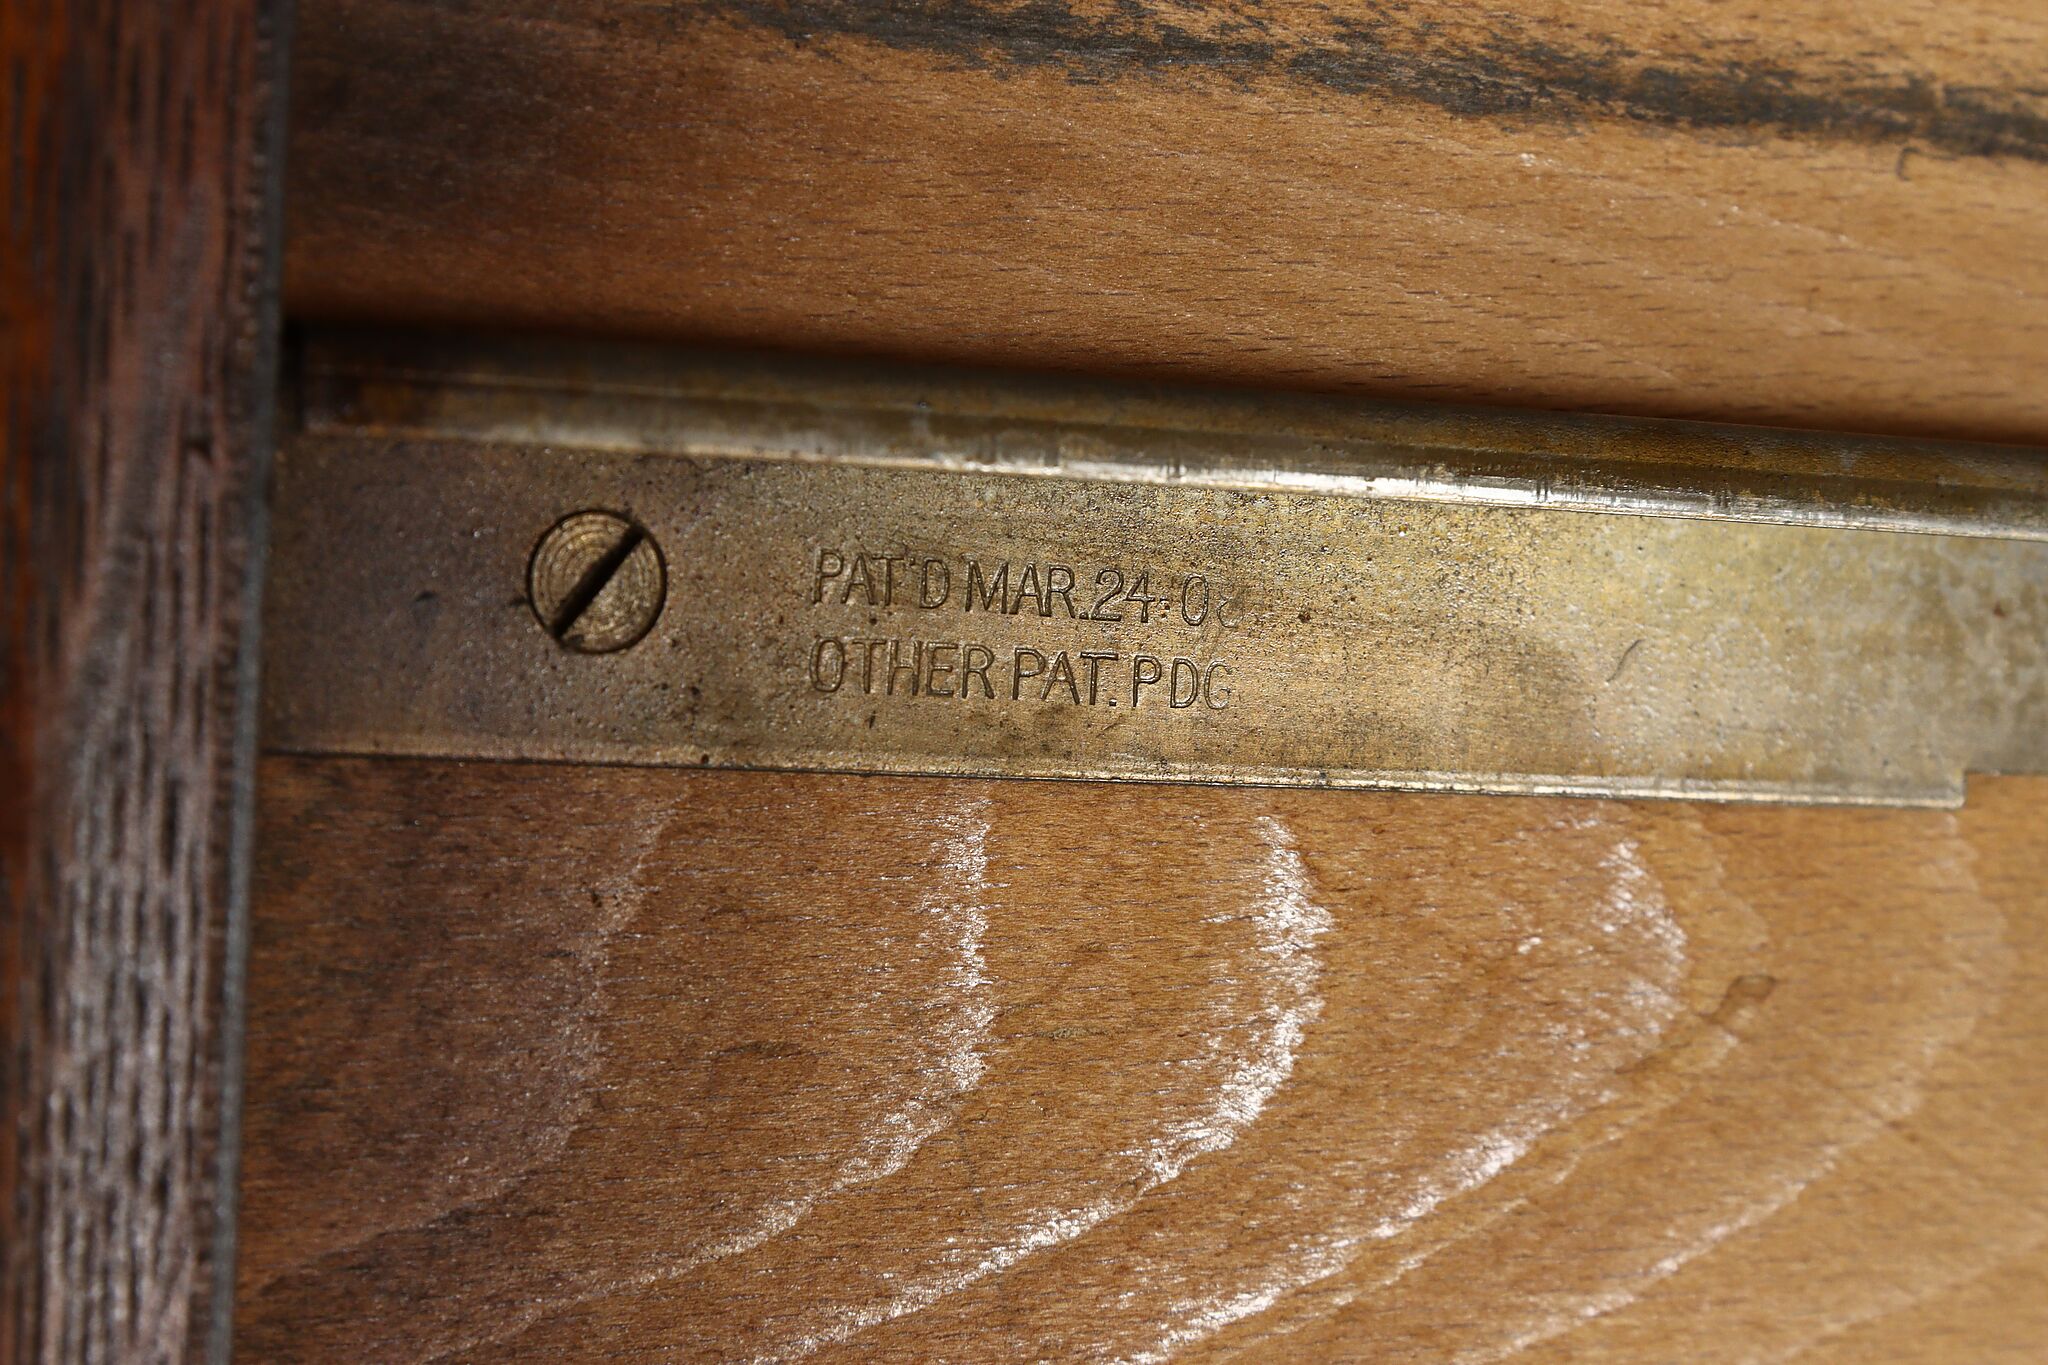 PAT'D MAR.24.08
OTHER PAT. PDG